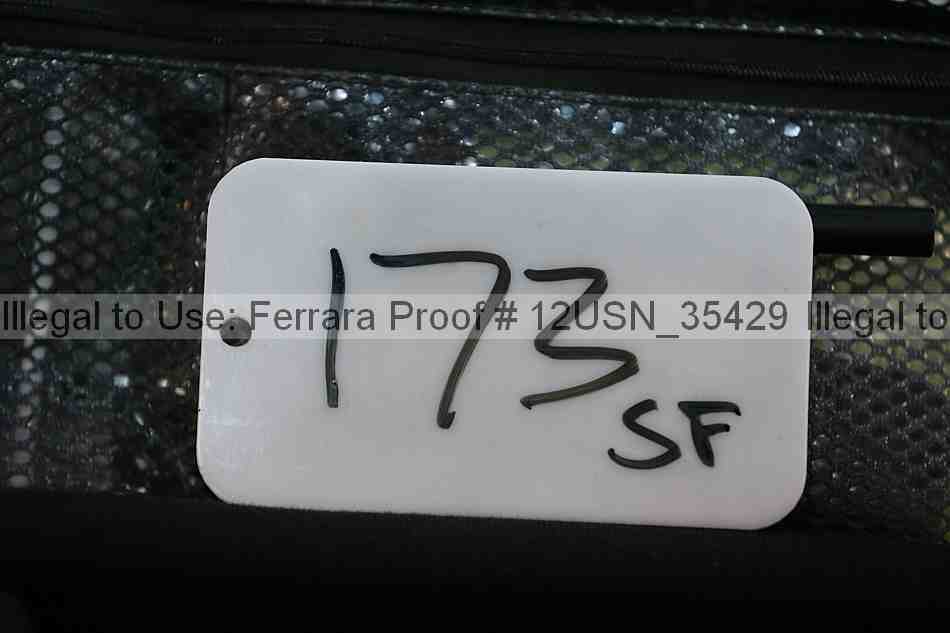 173
SF
Illegal to Use: Ferrara Proof # 12USN_35429 Illegal to